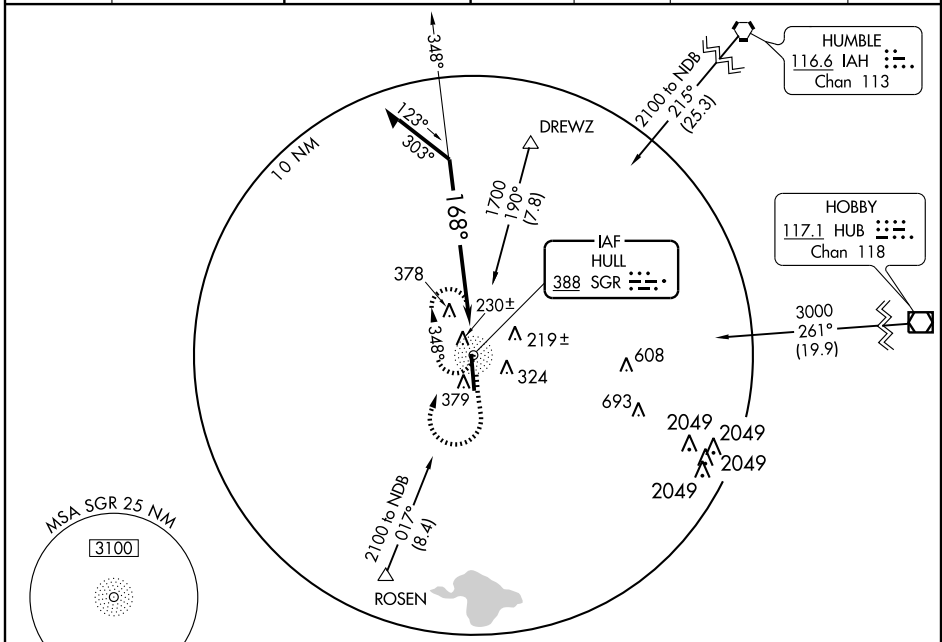 HUMBLE
116.6 IAH
Chan 113
348°
2100 to NDB
215°
(25.3)
123°
303°
DREWZ
10 NM
168°
1700
190°
(7.8)
HOBBY
117.1 HUB
Chan 118
IAF
HULL
388 SGR
378
230±
3000
261°
(19.9)
348°
219±
608
324
379
693
2049
2049
2049
2049
MSA SGR 25 NM
3100
2100 to NDB
017°
(8.4)
ROSEN